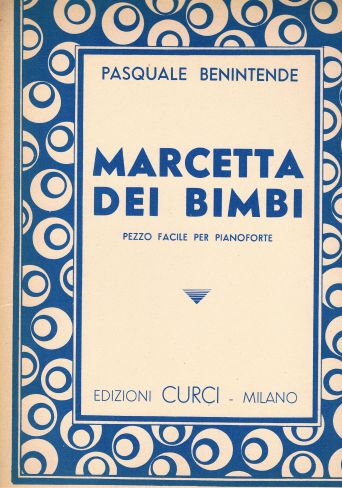 PASQUALE BENINTENDE
MARCETTA
DEI BIMBI
PEZZO FACILE PER PIANOFORTE
EDIZIONI CURCI - MILANO